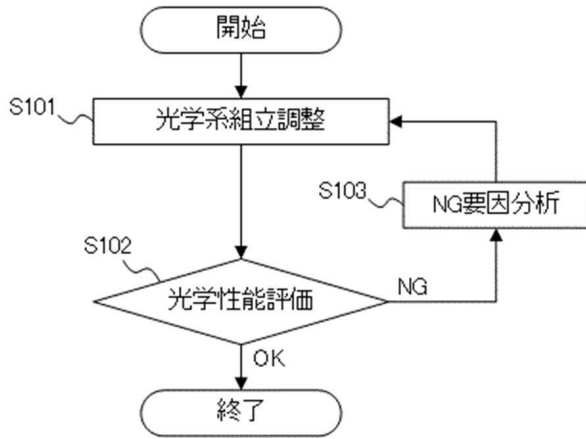 開始
S101
光学系組立調整
S103
NG要因分析
S102
光学性能評価
NG
OK
終了